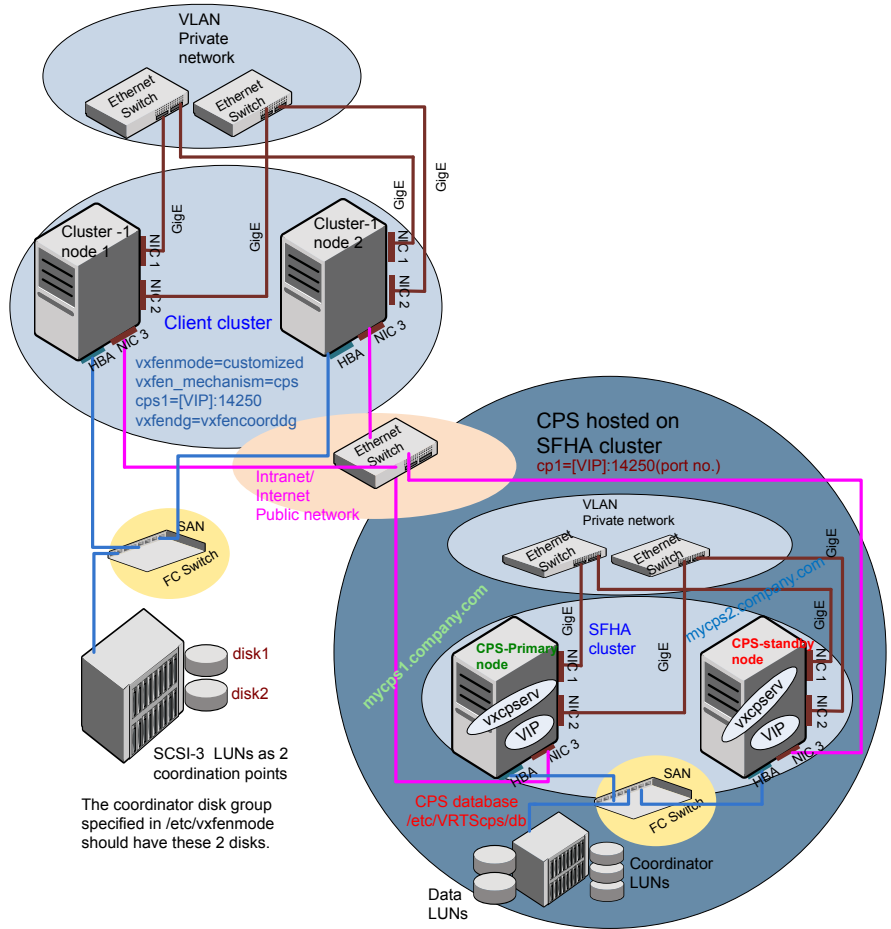 VLAN
Private
network
Ethernet
Switch
Ethernet
Switch
GigE
GigE
GigE
GigE
Cluster -1
node 1
NIC 1
NIC 2
HBA
NIC 3
Cluster-1
node 2
NIC 1
NIC 2
HBA
NIC 3
Client cluster
vxfenmode=customized
vxfen_mechanism=cps
cps1=[VIP]:14250
vxfendg=vxfencoorddg
Ethernet
Switch
Intranet/
Internet
Public network
SAN
FC Switch
disk1
disk2
SCSI-3 LUNs as 2
coordination points
The coordinator disk group
specified in /etc/vxfenmode
should have these 2 disks.
CPS hosted on
SFHA cluster
cp1=[VIP]:14250(port no.)
VLAN
Private network
Ethernet
Switch
Ethernet
Switch
GigE
GigE
GigE
GigE
mycps1.company.com
mycps2.company.com
SFHA
cluster
CPS-Primary
node
vxcpserv
VIP
NIC 1
NIC 2
HBA
NIC 3
CPS-standby
node
vxcpserv
VIP
NIC 1
NIC 2
HBA
NIC 3
SAN
FC Switch
CPS database
/etc/VRTScps/db
Data
LUNs
Coordinator
LUNs